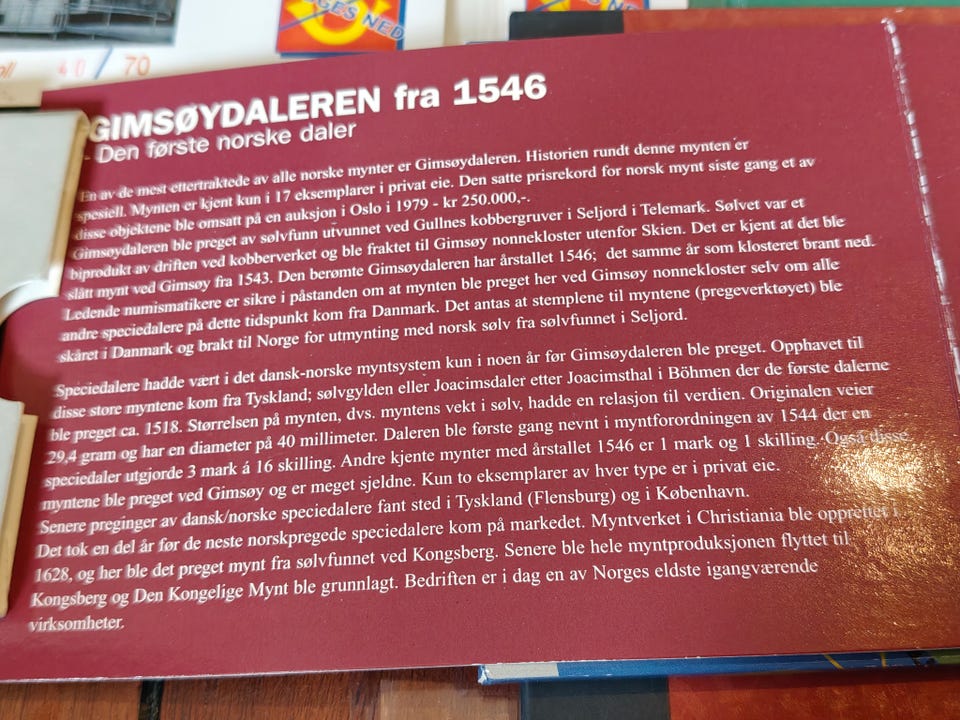 GES NED
40 / 70
GIMSØYDALEREN fra 1546
- Den første norske daler
En av de mest ettertraktede av alle norske mynter er Gimsøydaleren. Historien rundt denne mynten er
spesiell. Mynten er kjent kun i 17 eksemplarer i privat eie. Den satte prisrekord for norsk mynt siste gang et av
disse objektene ble omsatt på en auksjon i Oslo i 1979 - kr 250.000,-.
Gimsøydaleren ble preget av sølvfunn utvunnet ved Gullnes kobbergruver i Seljord i Telemark. Sølvet var et
biprodukt av driften ved kobberverket og ble fraktet til Gimsøy nonnekloster utenfor Skien. Det er kjent at det ble
slått mynt ved Gimsøy fra 1543. Den berømte Gimsøydaleren har årstallet 1546; det samme år som klosteret brant ned.
Ledende numismatikere er sikre i påstanden om at mynten ble preget her ved Gimsøy nonnekloster selv om alle
andre speciedalere på dette tidspunkt kom fra Danmark. Det antas at stemplene til myntene (pregeverktøyet) ble
skåret i Danmark og brakt til Norge for utmynting med norsk sølv fra sølvfunnet i Seljord.
Speciedalere hadde vært i det dansk-norske myntsystem kun i noen år før Gimsøydaleren ble preget. Opphavet til
disse store myntene kom fra Tyskland; sølvgylden eller Joacimsdaler etter Joacimsthal i Böhmen der de første dalerne
ble preget ca. 1518. Størrelsen på mynten, dvs. myntens vekt i sølv, hadde en relasjon til verdien. Originalen veier
29,4 gram og har en diameter på 40 millimeter. Daleren ble første gang nevnt i myntforordningen av 1544 der en
speciedaler utgjorde 3 mark á 16 skilling. Andre kjente mynter med årstallet 1546 er 1 mark og 1 skilling. Også disse
myntene ble preget ved Gimsøy og er meget sjeldne. Kun to eksemplarer av hver type er i privat eie.
Senere preginger av dansk/norske speciedalere fant sted i Tyskland (Flensburg) og i København.
Det tok en del år før de neste norskpregede speciedalere kom på markedet. Myntverket i Christiania ble opprettet i
1628, og her ble det preget mynt fra sølvfunnet ved Kongsberg. Senere ble hele myntproduksjonen flyttet til
Kongsberg og Den Kongelige Mynt ble grunnlagt. Bedriften er i dag en av Norges eldste igangværende
virksomheter.